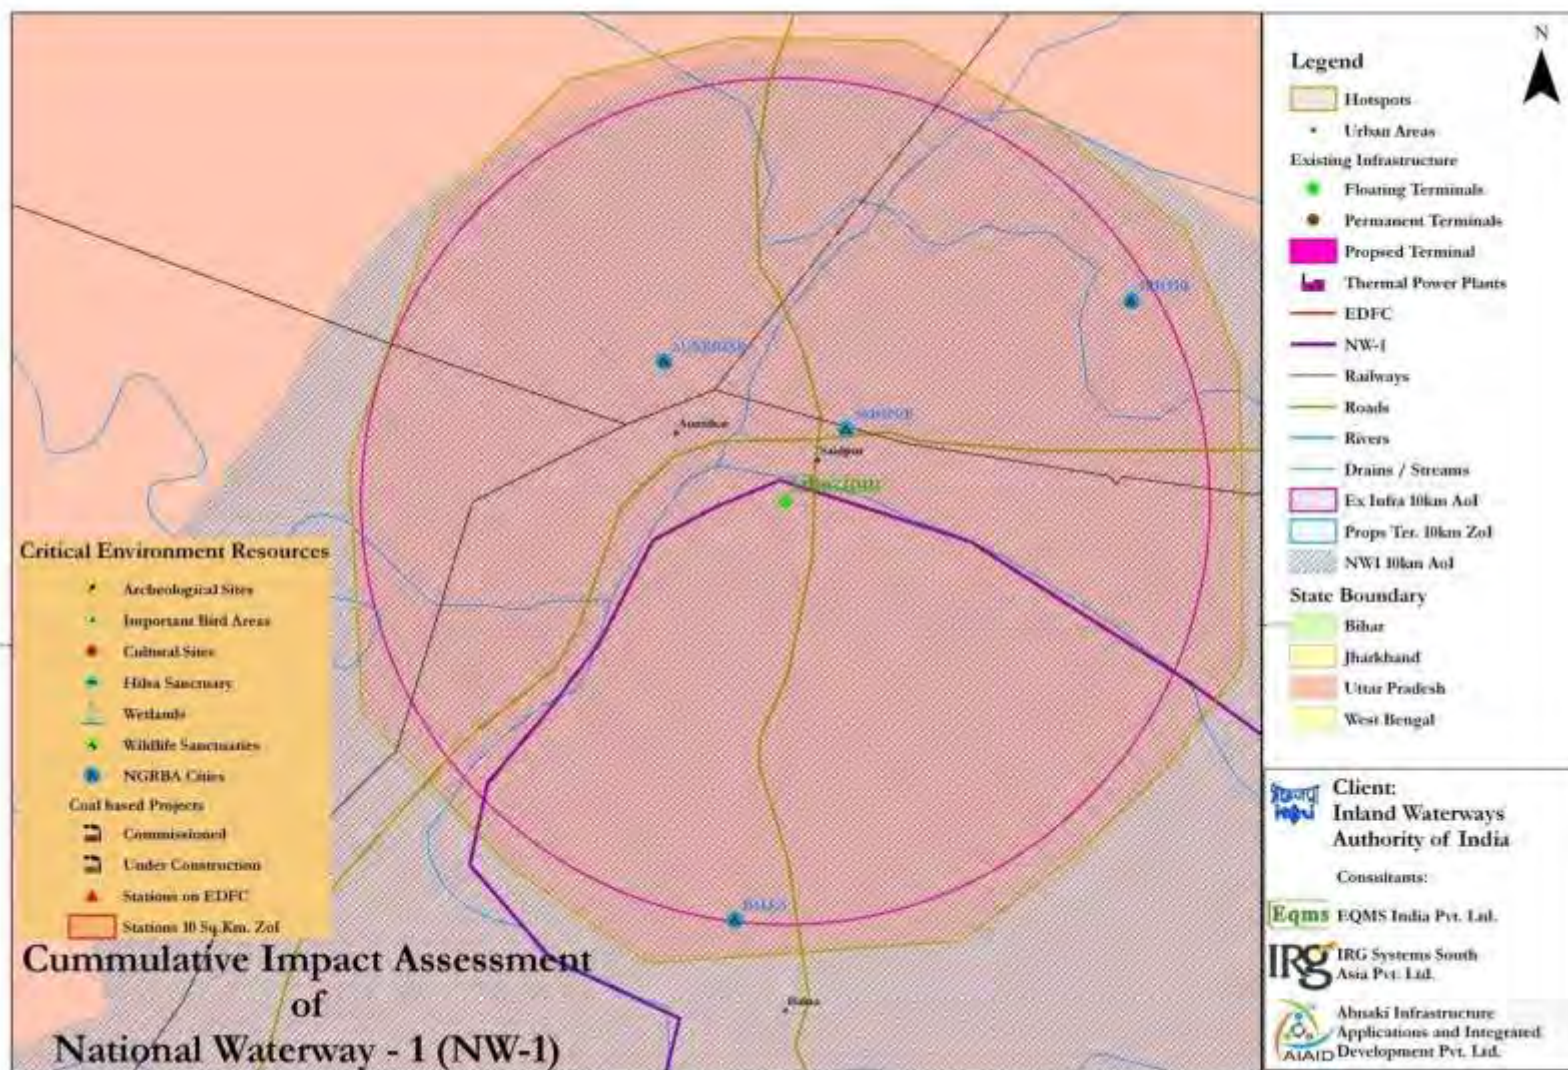 N
Legend
Hotspots
Urban Areas
Existing Infrastructure
Floating Terminals
Permanent Terminals
Propsed Terminal
Thermal Power Plants
EDFC
NW-1
Railways
Roads
Rivers
Drains / Streams
Ex Infra 10km AoI
Props Ter. 10km ZoI
NW1 10km AoI
State Boundary
Bihar
Jharkhand
Uttar Pradesh
West Bengal
Saidpur
Critical Environment Resources
Archeological Sites
Important Bird Areas
Cultural Sites
Hilsa Sanctuary
Wetlands
Wildlife Sanctuaries
NGRBA Cities
Coal based Projects
Commissioned
Under Construction
Stations on EDFC
Stations 10 Sq.Km. ZoI
Cummulative Impact Assessment
of
National Waterway - 1 (NW-1)
Client:
Inland Waterways
Authority of India
Consultants:
Eqms EQMS India Pvt. Ltd.
IRG IRG Systems South
Asia Pvt. Ltd.
Abnaki Infrastructure
Applications and Integrated
Development Pvt. Ltd.
AIAID